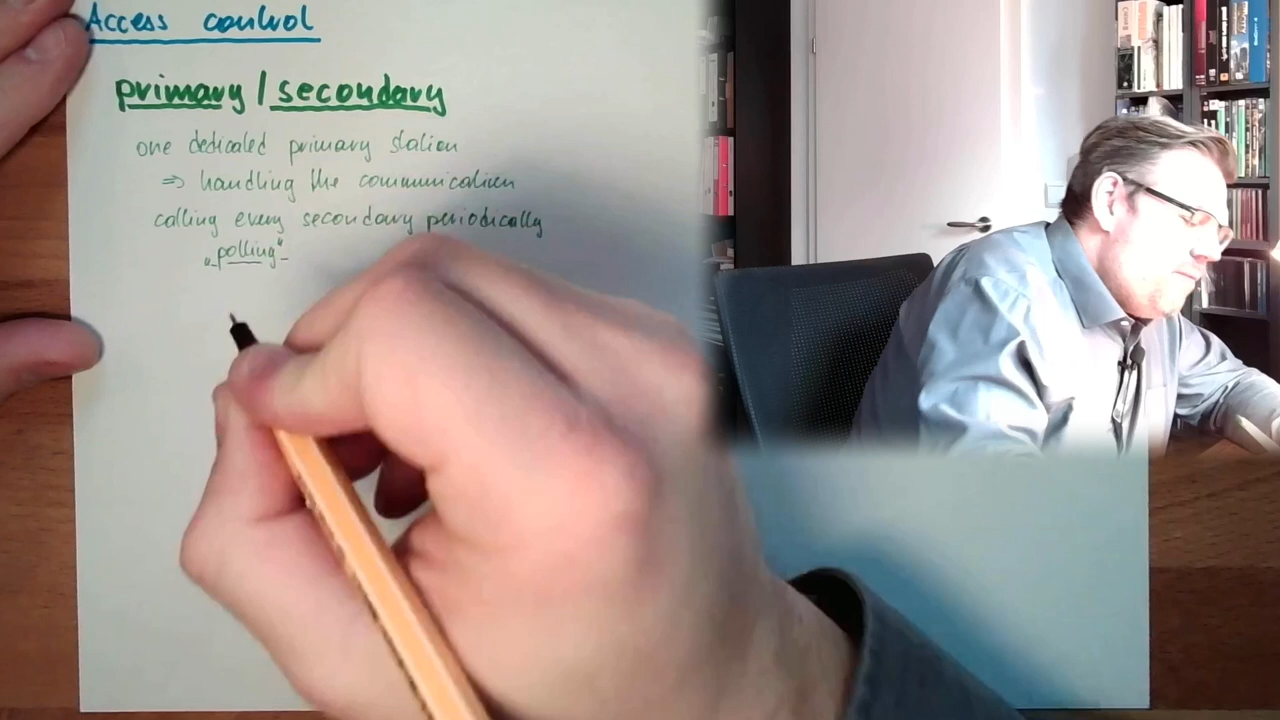 Access control
primary / secondary
one dedicated primary station
⇒ handling the communication
calling every secondary periodically
„polling"